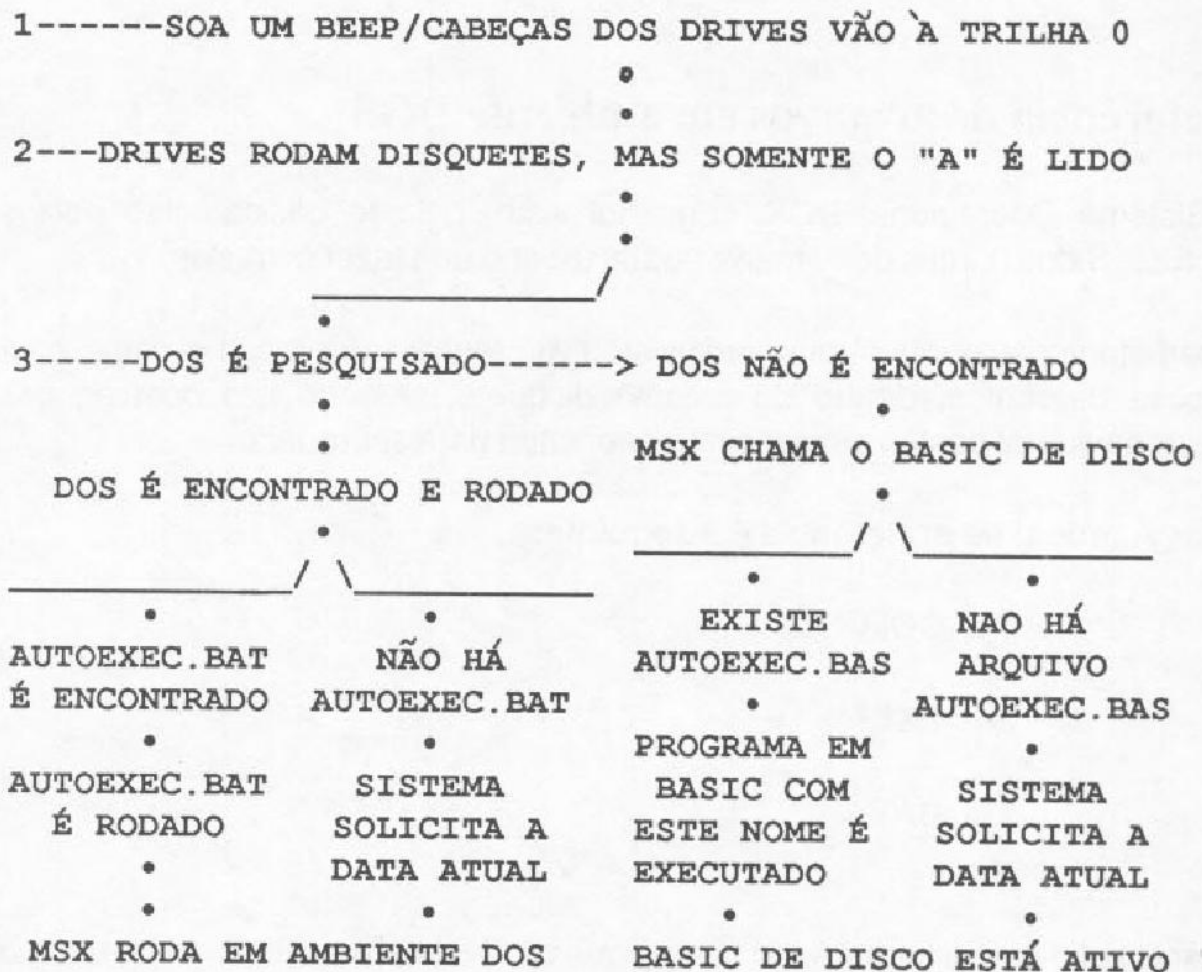 1------SOA UM BEEP/CABEÇAS DOS DRIVES VÃO À TRILHA 0
2---DRIVES RODAM DISQUETES, MAS SOMENTE O "A" É LIDO
3-----DOS É PESQUISADO------> DOS NÃO É ENCONTRADO
MSX CHAMA O BASIC DE DISCO
DOS É ENCONTRADO E RODADO
AUTOEXEC.BAT
É ENCONTRADO
AUTOEXEC.BAT
É RODADO
NÃO HÁ
AUTOEXEC.BAT
SISTEMA
SOLICITA A
DATA ATUAL
MSX RODA EM AMBIENTE DOS
EXISTE
AUTOEXEC.BAS
PROGRAMA EM
BASIC COM
ESTE NOME É
EXECUTADO
NAO HÁ
ARQUIVO
AUTOEXEC.BAS
SISTEMA
SOLICITA A
DATA ATUAL
BASIC DE DISCO ESTÁ ATIVO